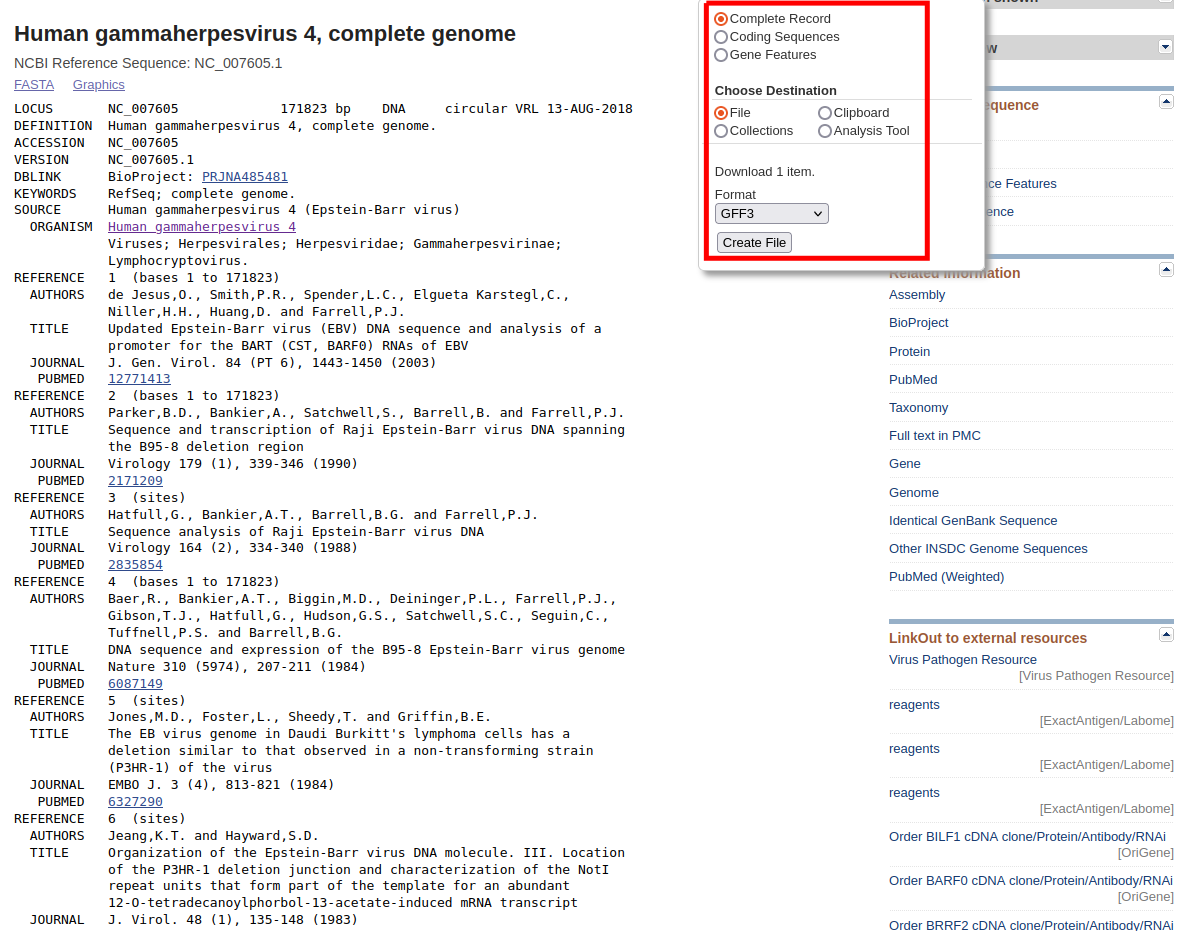 Human gammaherpesvirus 4, complete genome
NCBI Reference Sequence: NC_007605.1
FASTA Graphics
LOCUS NC_007605 171823 bp DNA circular VRL 13-AUG-2018
DEFINITION Human gammaherpesvirus 4, complete genome.
ACCESSION NC_007605
VERSION NC_007605.1
DBLINK BioProject: PRJNA485481
KEYWORDS RefSeq; complete genome.
SOURCE Human gammaherpesvirus 4 (Epstein-Barr virus)
ORGANISM Human gammaherpesvirus 4
Viruses; Herpesvirales; Herpesviridae; Gammaherpesvirinae;
Lymphocryptovirus.
REFERENCE 1 (bases 1 to 171823)
AUTHORS de Jesus,O., Smith,P.R., Spender,L.C., Elgueta Karstegl,C.,
Niller,H.H., Huang,D. and Farrell,P.J.
TITLE Updated Epstein-Barr virus (EBV) DNA sequence and analysis of a
promoter for the BART (CST, BARF0) RNAs of EBV
JOURNAL J. Gen. Virol. 84 (PT 6), 1443-1450 (2003)
PUBMED 12771413
REFERENCE 2 (bases 1 to 171823)
AUTHORS Parker,B.D., Bankier,A., Satchwell,S., Barrell,B. and Farrell,P.J.
TITLE Sequence and transcription of Raji Epstein-Barr virus DNA spanning
the B95-8 deletion region
JOURNAL Virology 179 (1), 339-346 (1990)
PUBMED 2171209
REFERENCE 3 (sites)
AUTHORS Hatfull,G., Bankier,A.T., Barrell,B.G. and Farrell,P.J.
TITLE Sequence analysis of Raji Epstein-Barr virus DNA
JOURNAL Virology 164 (2), 334-340 (1988)
PUBMED 2835854
REFERENCE 4 (bases 1 to 171823)
AUTHORS Baer,R., Bankier,A.T., Biggin,M.D., Deininger,P.L., Farrell,P.J.,
Gibson,T.J., Hatfull,G., Hudson,G.S., Satchwell,S.C., Seguin,C.,
Tuffnell,P.S. and Barrell,B.G.
TITLE DNA sequence and expression of the B95-8 Epstein-Barr virus genome
JOURNAL Nature 310 (5974), 207-211 (1984)
PUBMED 6087149
REFERENCE 5 (sites)
AUTHORS Jones,M.D., Foster,L., Sheedy,T. and Griffin,B.E.
TITLE The EB virus genome in Daudi Burkitt's lymphoma cells has a
deletion similar to that observed in a non-transforming strain
(P3HR-1) of the virus
JOURNAL EMBO J. 3 (4), 813-821 (1984)
PUBMED 6327290
REFERENCE 6 (sites)
AUTHORS Jeang,K.T. and Hayward,S.D.
TITLE Organization of the Epstein-Barr virus DNA molecule. III. Location
of the P3HR-1 deletion junction and characterization of the NotI
repeat units that form part of the template for an abundant
12-O-tetradecanoylphorbol-13-acetate-induced mRNA transcript
JOURNAL J. Virol. 48 (1), 135-148 (1983)
Complete Record
Coding Sequences
Gene Features
Choose Destination
File Clipboard
Collections Analysis Tool
Download 1 item.
Format
GFF3
Create File
w
equence
ce Features
ence
Related information
Assembly
BioProject
Protein
PubMed
Taxonomy
Full text in PMC
Gene
Genome
Identical GenBank Sequence
Other INSDC Genome Sequences
PubMed (Weighted)
LinkOut to external resources
Virus Pathogen Resource
[Virus Pathogen Resource]
reagents
[ExactAntigen/Labome]
reagents
[ExactAntigen/Labome]
reagents
[ExactAntigen/Labome]
Order BILF1 cDNA clone/Protein/Antibody/RNAi
[OriGene]
Order BARF0 cDNA clone/Protein/Antibody/RNAi
[OriGene]
Order BRRF2 cDNA clone/Protein/Antibody/RNAi